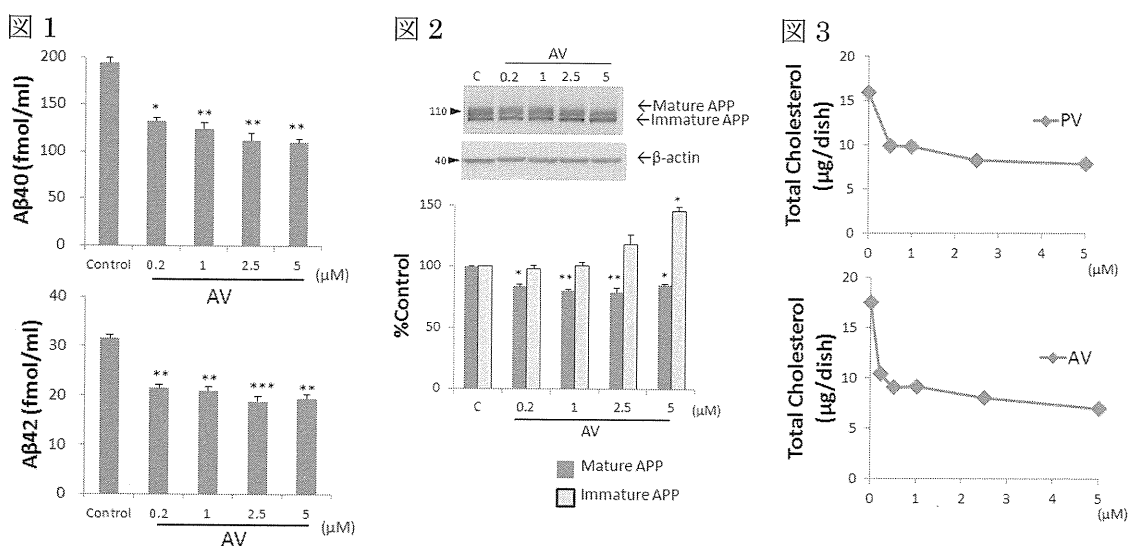 図 1
Aβ40 (fmol/ml)
200
150
100
50
0
*
**
**
**
Control
0.2
1
2.5
5
(μM)
AV
Aβ42 (fmol/ml)
40
30
20
10
0
**
**
***
**
Control
0.2
1
2.5
5
(μM)
AV
図 2
AV
C
0.2
1
2.5
5
110
←Mature APP
←Immature APP
40
←β-actin
%Control
150
100
50
0
*
**
**
*
*
C
0.2
1
2.5
5
(μM)
AV
Mature APP
Immature APP
図 3
Total Cholesterol
(μg/dish)
20
15
10
5
0
PV
0
1
2
3
4
5
Total Cholesterol
(μg/dish)
20
15
10
5
0
AV
0
1
2
3
4
5
(μM)